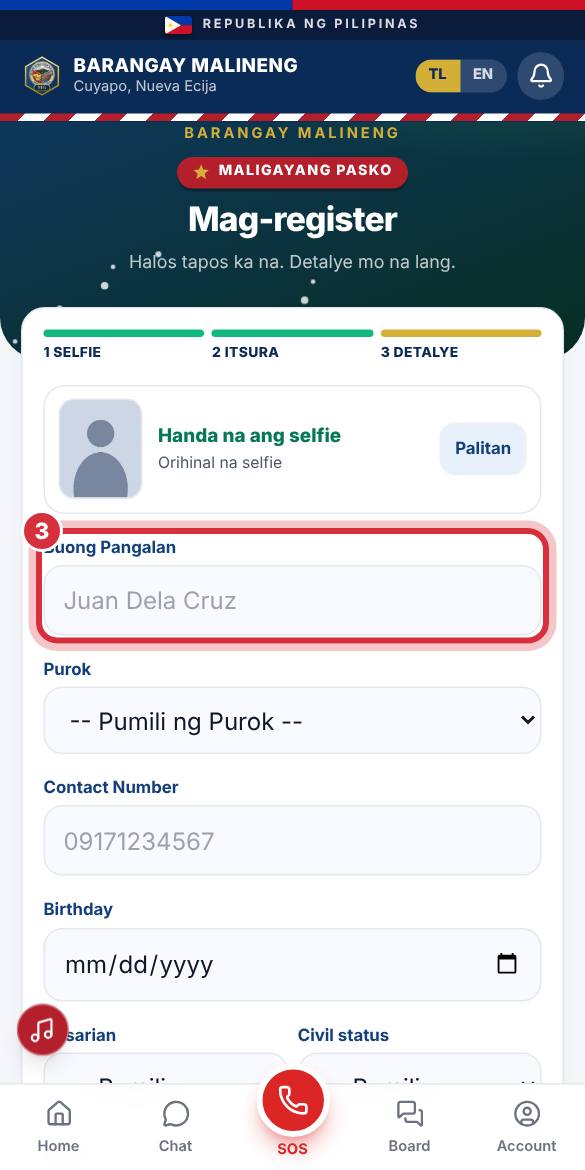 REPUBLIKA NG PILIPINAS
BARANGAY MALINENG
Cuyapo, Nueva Ecija
TL EN
BARANGAY MALINENG
MALIGAYANG PASKO
Mag-register
Halos tapos ka na. Detalye mo na lang.
1 SELFIE 2 ITSURA 3 DETALYE
Handa na ang selfie
Orihinal na selfie
Palitan
3
Buong Pangalan
Juan Dela Cruz
Purok
-- Pumili ng Purok --
Contact Number
09171234567
Birthday
mm/dd/yyyy
sarian Civil status
Home Chat SOS Board Account